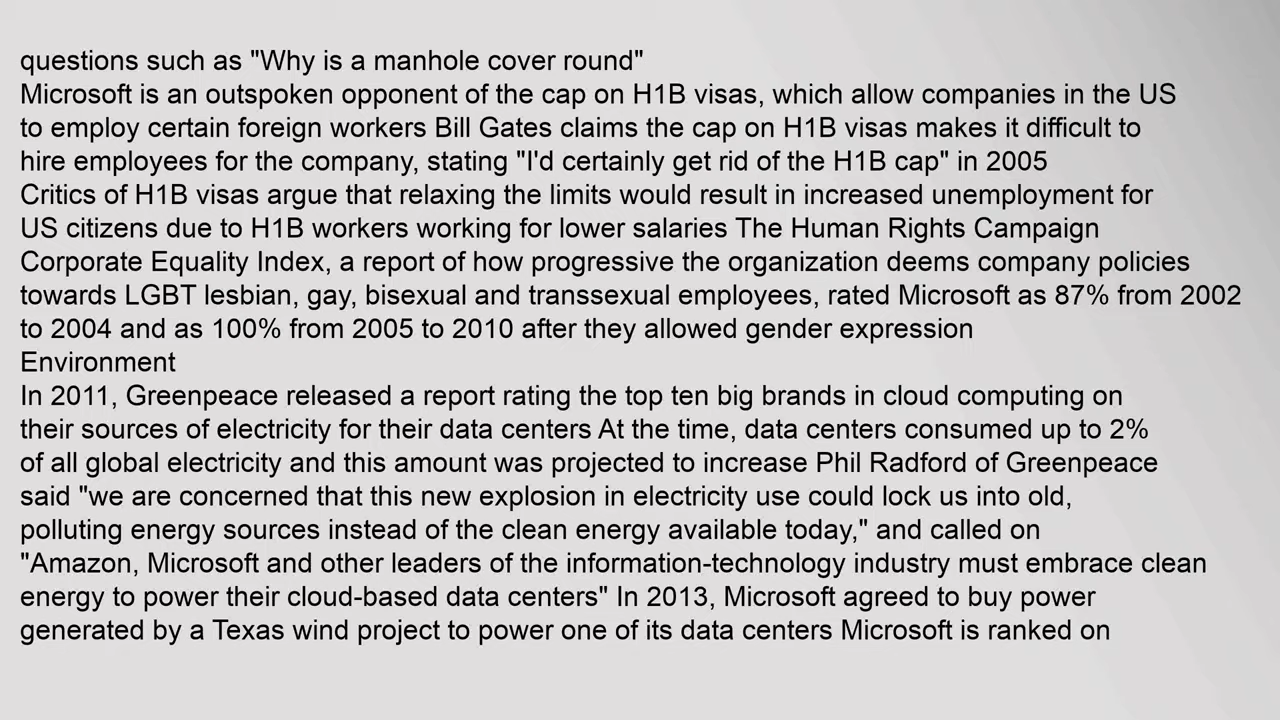 questions such as "Why is a manhole cover round"
Microsoft is an outspoken opponent of the cap on H1B visas, which allow companies in the US
to employ certain foreign workers Bill Gates claims the cap on H1B visas makes it difficult to
hire employees for the company, stating "I'd certainly get rid of the H1B cap" in 2005
Critics of H1B visas argue that relaxing the limits would result in increased unemployment for
US citizens due to H1B workers working for lower salaries The Human Rights Campaign
Corporate Equality Index, a report of how progressive the organization deems company policies
towards LGBT lesbian, gay, bisexual and transsexual employees, rated Microsoft as 87% from 2002
to 2004 and as 100% from 2005 to 2010 after they allowed gender expression
Environment
In 2011, Greenpeace released a report rating the top ten big brands in cloud computing on
their sources of electricity for their data centers At the time, data centers consumed up to 2%
of all global electricity and this amount was projected to increase Phil Radford of Greenpeace
said "we are concerned that this new explosion in electricity use could lock us into old,
polluting energy sources instead of the clean energy available today," and called on
"Amazon, Microsoft and other leaders of the information-technology industry must embrace clean
energy to power their cloud-based data centers" In 2013, Microsoft agreed to buy power
generated by a Texas wind project to power one of its data centers Microsoft is ranked on